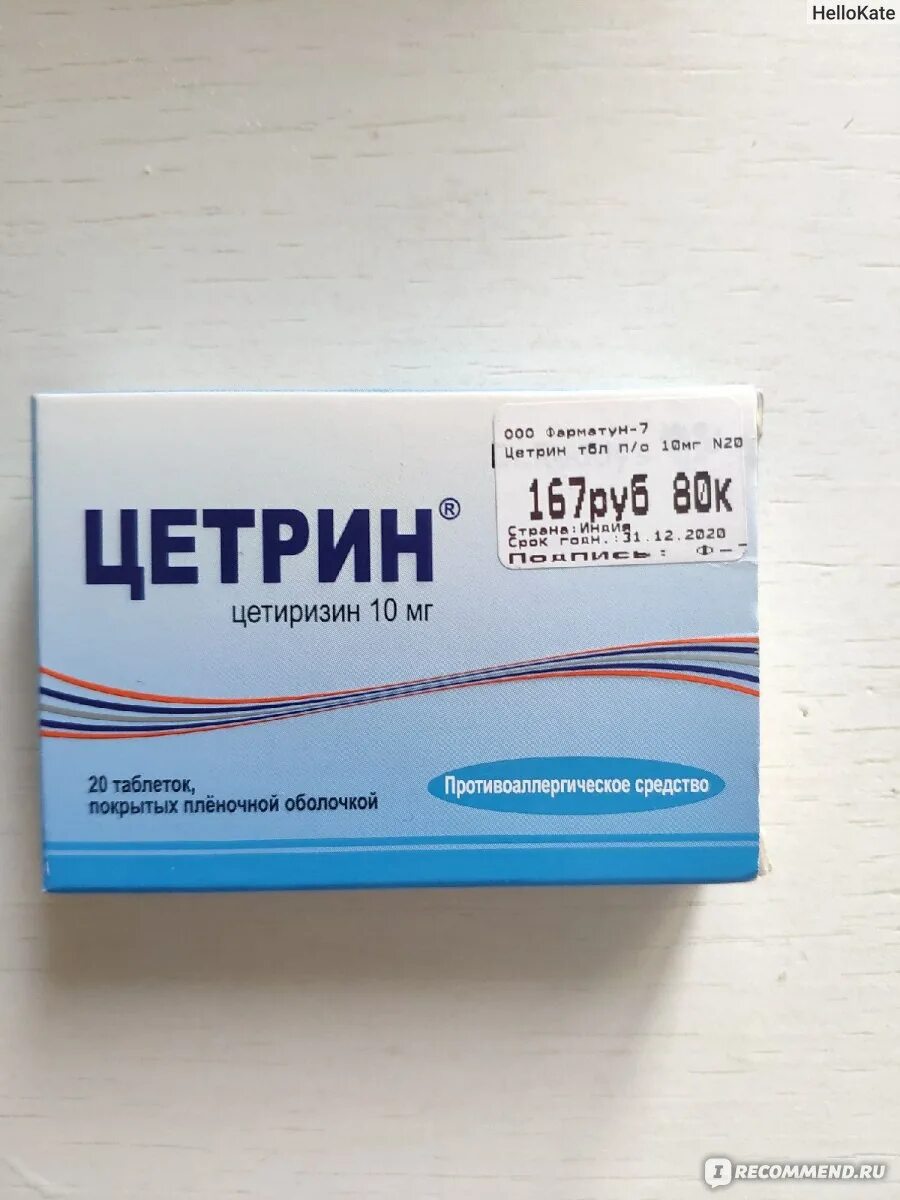 HelloKate
ООО Фарматун-7
Цетрин тбл п/о 10мг N20
167руб 80к
Страна:Индия
Срок годн.:31.12.2020
Подпись: Ф-
ЦЕТРИН®
цетиризин 10 мг
20 таблеток,
покрытых плёночной оболочкой
Противоаллергическое средство
IRECOMMEND.RU